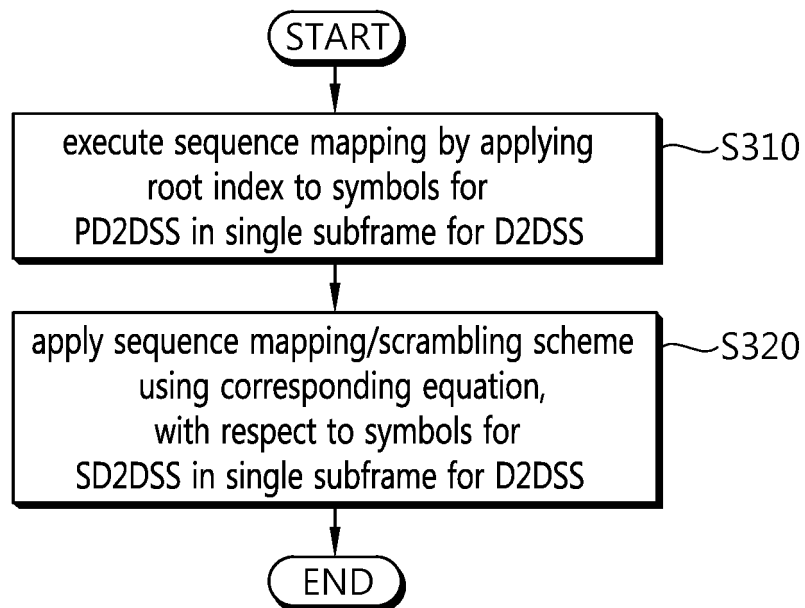 START
execute sequence mapping by applying
root index to symbols for
PD2DSS in single subframe for D2DSS
S310
apply sequence mapping/scrambling scheme
using corresponding equation,
with respect to symbols for
SD2DSS in single subframe for D2DSS
S320
END